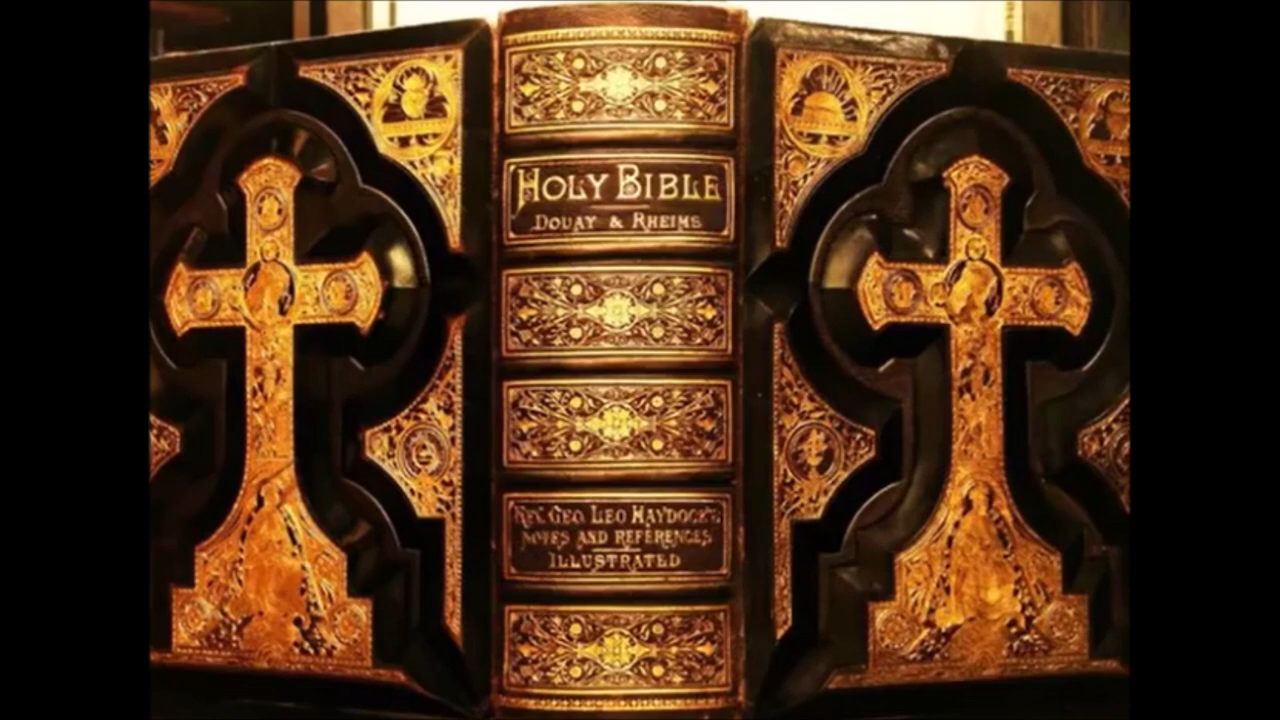 HOLY BIBLE
DOUAY & RHEIMS
REV. GEO. LEO HAYDOCK'S
NOTES AND REFERENCES
ILLUSTRATED